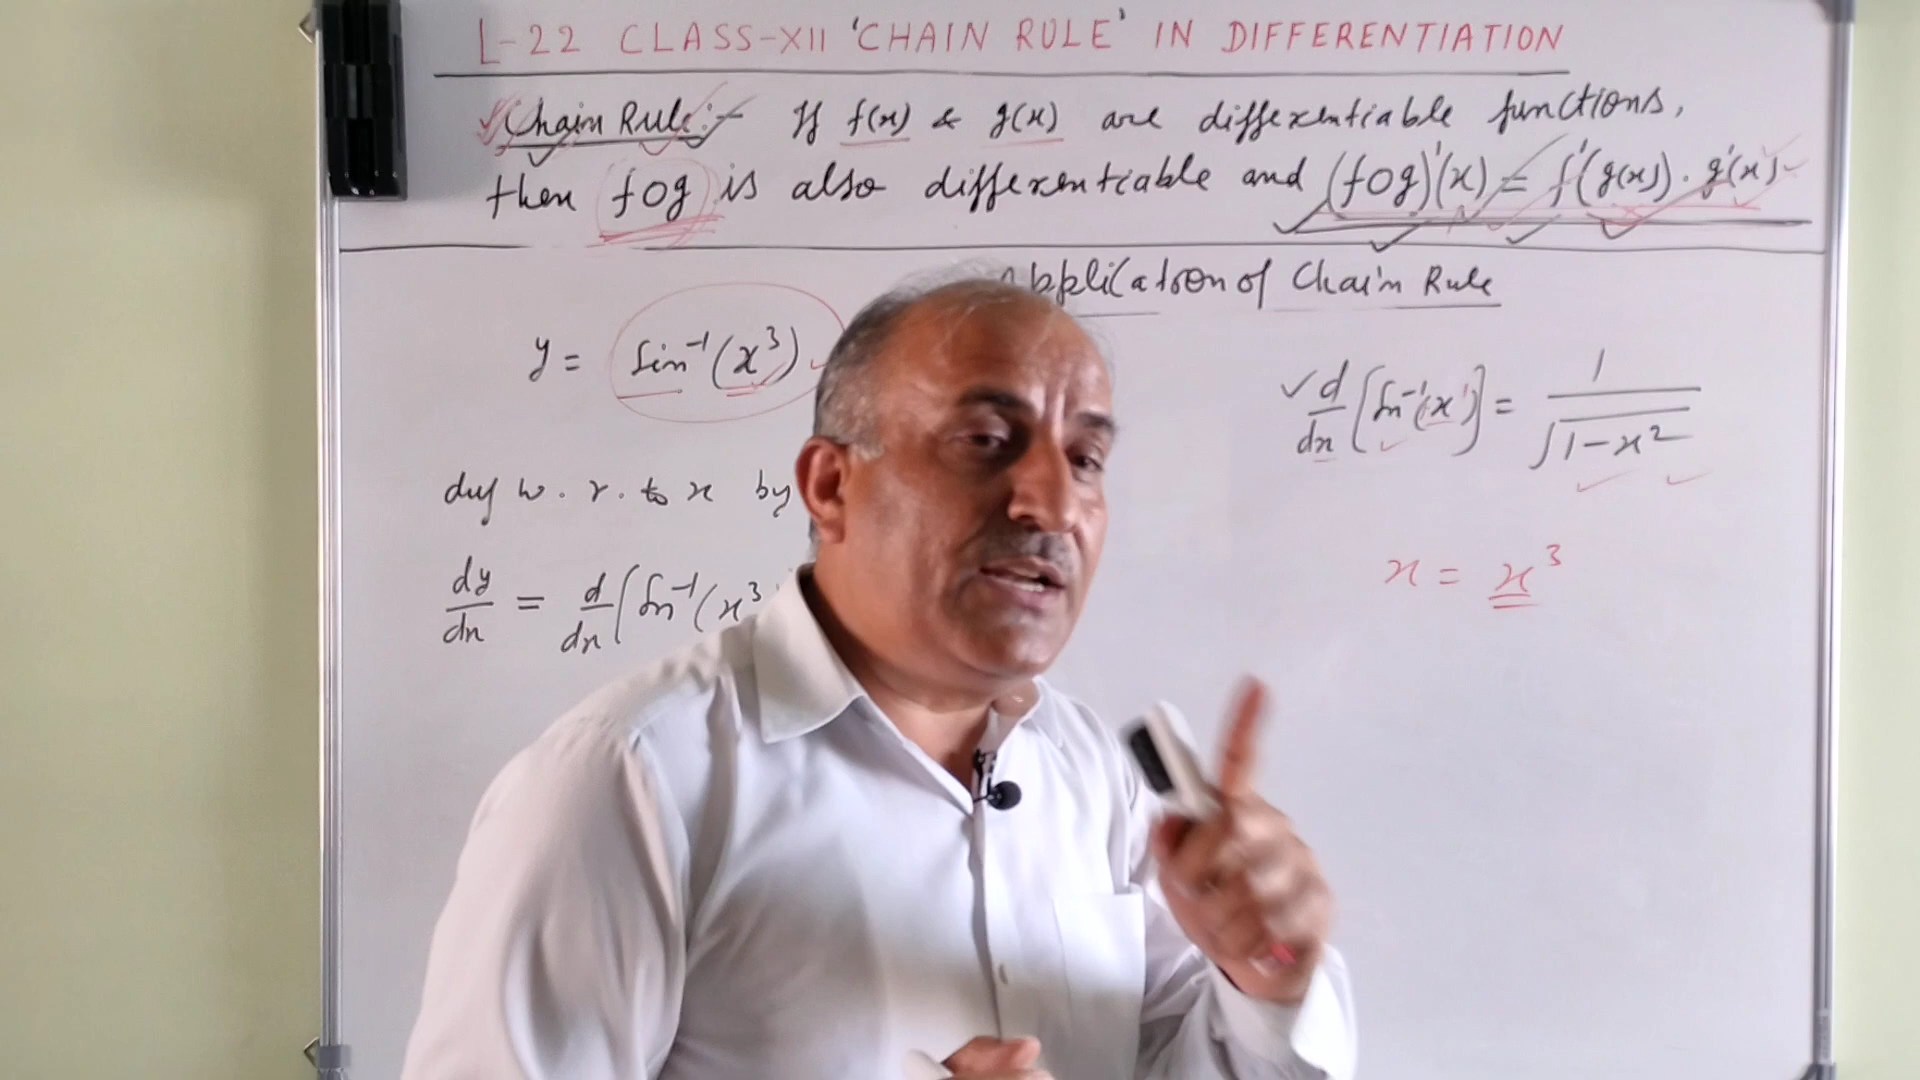 L-22 CLASS-XII 'CHAIN RULE' IN DIFFERENTIATION
Chain Rule:- If f(x) & g(x) are differentiable functions,
then fog is also differentiable and (fog)'(x) = f'(g(x)). g'(x).
Application of Chain Rule
y = Sin⁻¹(x³)
d/dx [Sin⁻¹(x)] = 1/√(1-x²)
diff w.r. to x by
x = x³
dy/dx = d/dx (Sin⁻¹(x³